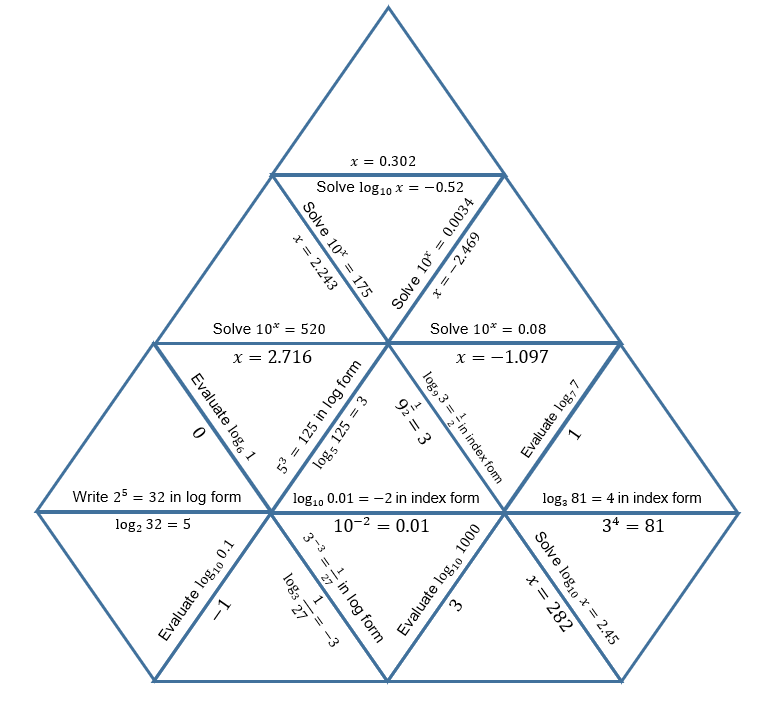 x = 0.302
Solve log₁₀ x = −0.52
Solve 10ˣ = 175
x = 2.243
Solve 10ˣ = 0.0034
x = −2.469
Solve 10ˣ = 520
x = 2.716
Solve 10ˣ = 0.08
x = −1.097
Evaluate log₆ 1
0
5³ = 125 in log form
log₅ 125 = 3
log₉ 3 = 1/2 in index form
9^(1/2) = 3
Evaluate log₇ 7
1
Write 2⁵ = 32 in log form
log₂ 32 = 5
log₁₀ 0.01 = −2 in index form
10⁻² = 0.01
log₃ 81 = 4 in index form
3⁴ = 81
Evaluate log₁₀ 0.1
−1
3⁻³ = 1/27 in log form
log₃ 1/27 = −3
Evaluate log₁₀ 1000
3
Solve log₁₀ x = 2.45
x = 282